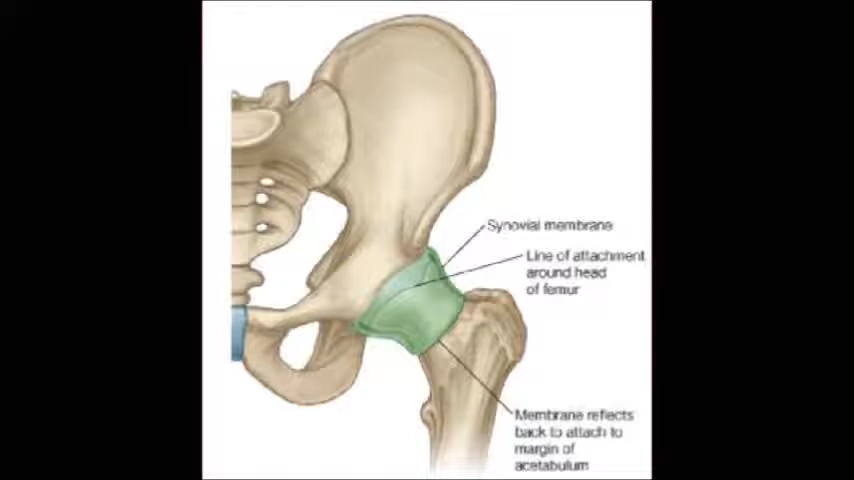 Synovial membrane
Line of attachment
around head
of femur
Membrane reflects
back to attach to
margin of
acetabulum